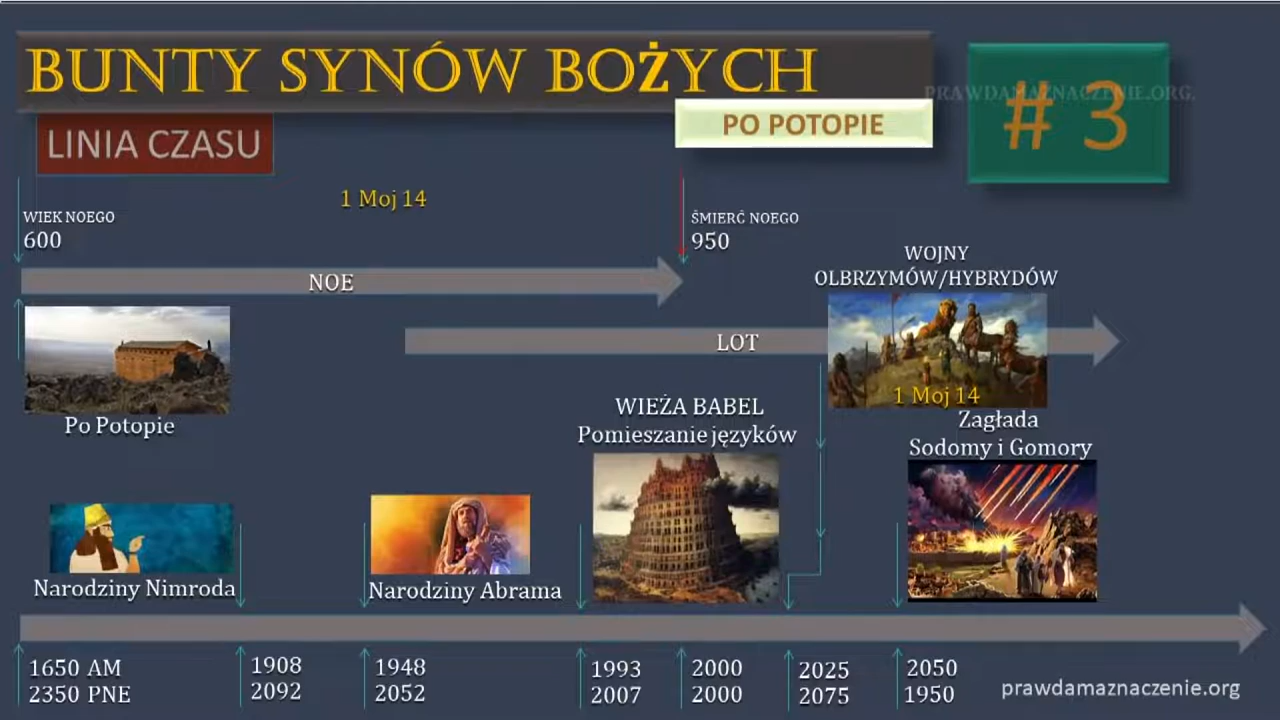 BUNTY SYNÓW BOŻYCH
PRAWDAMAZNACZENIE.ORG.
# 3
PO POTOPIE
LINIA CZASU
1 Moj 14
WIEK NOEGO
600
ŚMIERĆ NOEGO
950
NOE
WOJNY
OLBRZYMÓW/HYBRYDÓW
LOT
1 Moj 14
Po Potopie
WIEŻA BABEL
Pomieszanie języków
Zagłada
Sodomy i Gomory
Narodziny Nimroda
Narodziny Abrama
1650 AM
2350 PNE
1908
2092
1948
2052
1993
2007
2000
2000
2025
2075
2050
1950
prawdamaznaczenie.org